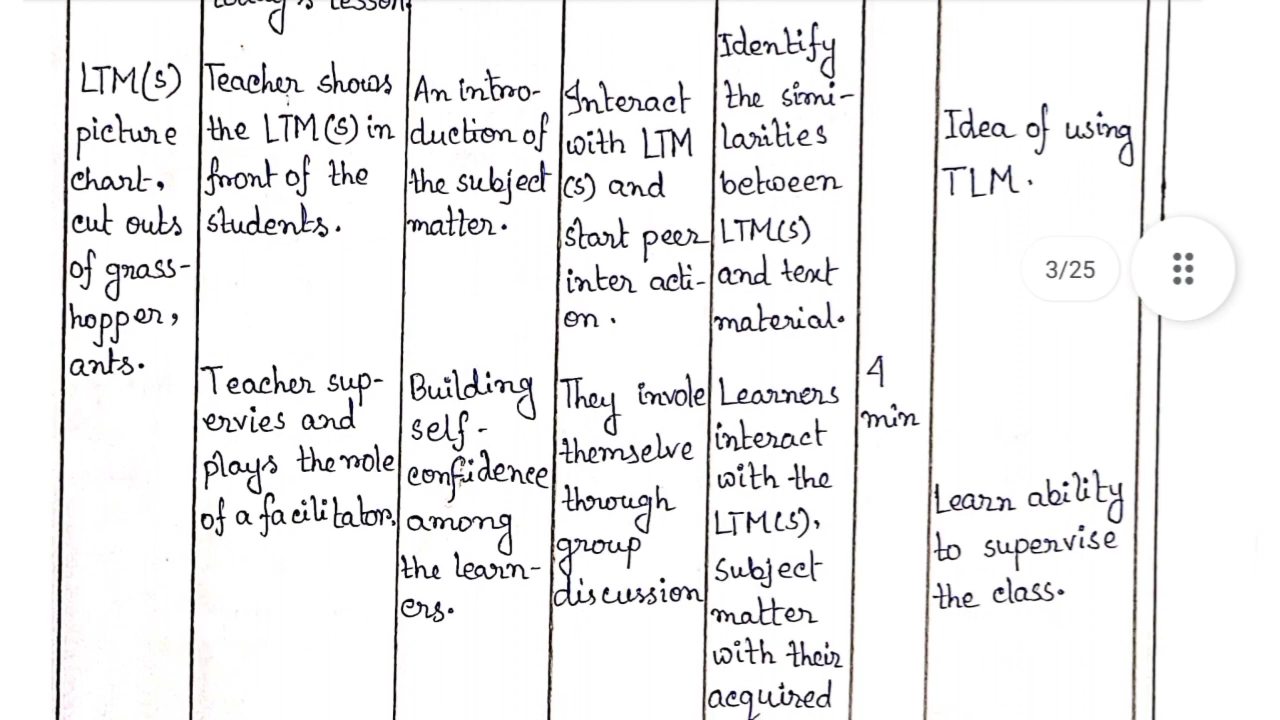 today's lesson.
LTM(s)
picture
chart,
cut outs
of grass-
hopper,
ants.
Teacher shows
the LTM(s) in
front of the
students.
Teacher sup-
ervies and
plays the role
of a facilitator.
An intro-
duction of
the subject
matter.
Building
self-
confidence
among
the learn-
ers.
Interact
with LTM
(s) and
start peer
inter acti-
on.
They invole
themselve
through
group
discussion
Identify
the simi-
larities
between
LTM(s)
and text
material.
Learners
interact
with the
LTM(s),
subject
matter
with their
acquired
4
min
Idea of using
TLM.
Learn ability
to supervise
the class.
3/25